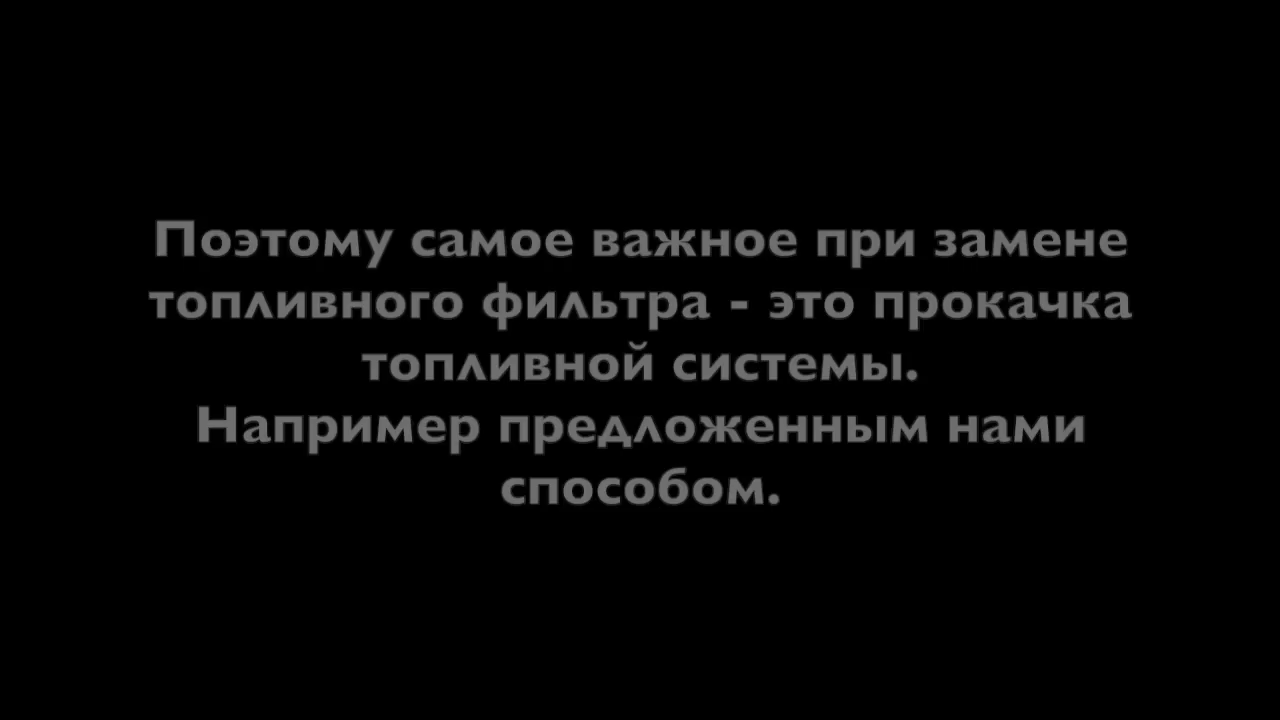 Поэтому самое важное при замене
топливного фильтра - это прокачка
топливной системы.
Например предложенным нами
способом.